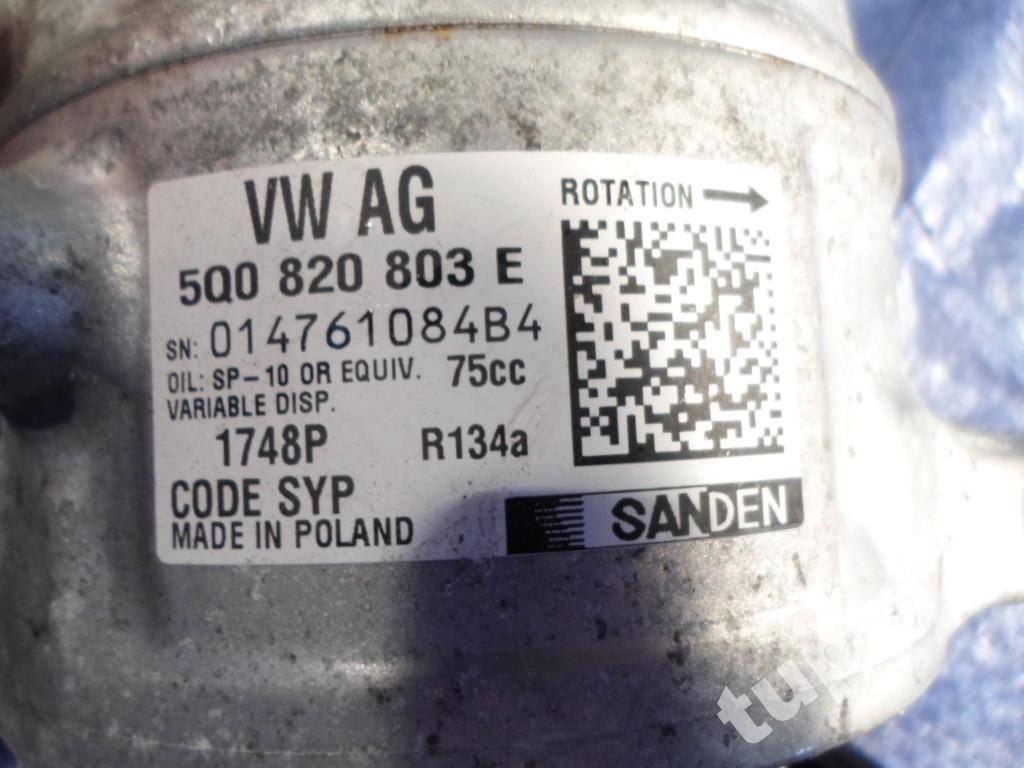 VW AG
ROTATION
5Q0 820 803 E
SN: 014761084B4
OIL: SP-10 OR EQUIV. 75cc
VARIABLE DISP.
1748P R134a
CODE SYP
MADE IN POLAND
SANDEN